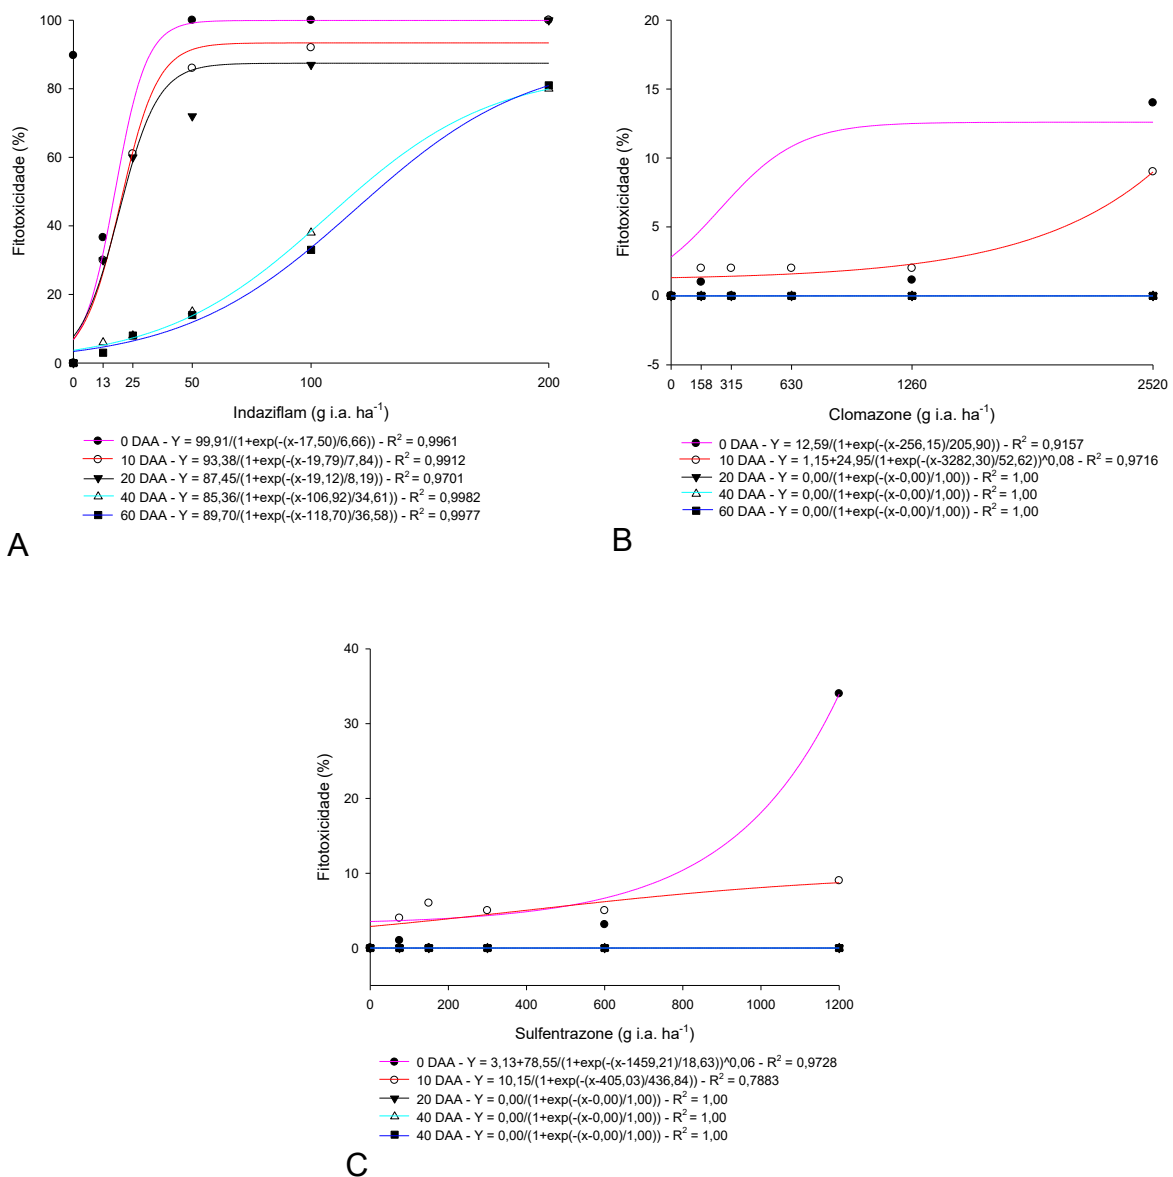 100
80
60
40
20
0
Fitotoxicidade (%)
0 13 25 50 100 200
Indaziflam (g i.a. ha⁻¹)
0 DAA - Y = 99,91/(1+exp(-(x-17,50)/6,66)) - R² = 0,9961
10 DAA - Y = 93,38/(1+exp(-(x-19,79)/7,84)) - R² = 0,9912
20 DAA - Y = 87,45/(1+exp(-(x-19,12)/8,19)) - R² = 0,9701
40 DAA - Y = 85,36/(1+exp(-(x-106,92)/34,61)) - R² = 0,9982
60 DAA - Y = 89,70/(1+exp(-(x-118,70)/36,58)) - R² = 0,9977
A
20
15
10
5
0
-5
Fitotoxicidade (%)
0 158 315 630 1260 2520
Clomazone (g i.a. ha⁻¹)
0 DAA - Y = 12,59/(1+exp(-(x-256,15)/205,90)) - R² = 0,9157
10 DAA - Y = 1,15+24,95/(1+exp(-(x-3282,30)/52,62))^0,08 - R² = 0,9716
20 DAA - Y = 0,00/(1+exp(-(x-0,00)/1,00)) - R² = 1,00
40 DAA - Y = 0,00/(1+exp(-(x-0,00)/1,00)) - R² = 1,00
60 DAA - Y = 0,00/(1+exp(-(x-0,00)/1,00)) - R² = 1,00
B
40
30
20
10
0
Fitotoxicidade (%)
0 200 400 600 800 1000 1200
Sulfentrazone (g i.a. ha⁻¹)
0 DAA - Y = 3,13+78,55/(1+exp(-(x-1459,21)/18,63))^0,06 - R² = 0,9728
10 DAA - Y = 10,15/(1+exp(-(x-405,03)/436,84)) - R² = 0,7883
20 DAA - Y = 0,00/(1+exp(-(x-0,00)/1,00)) - R² = 1,00
40 DAA - Y = 0,00/(1+exp(-(x-0,00)/1,00)) - R² = 1,00
40 DAA - Y = 0,00/(1+exp(-(x-0,00)/1,00)) - R² = 1,00
C